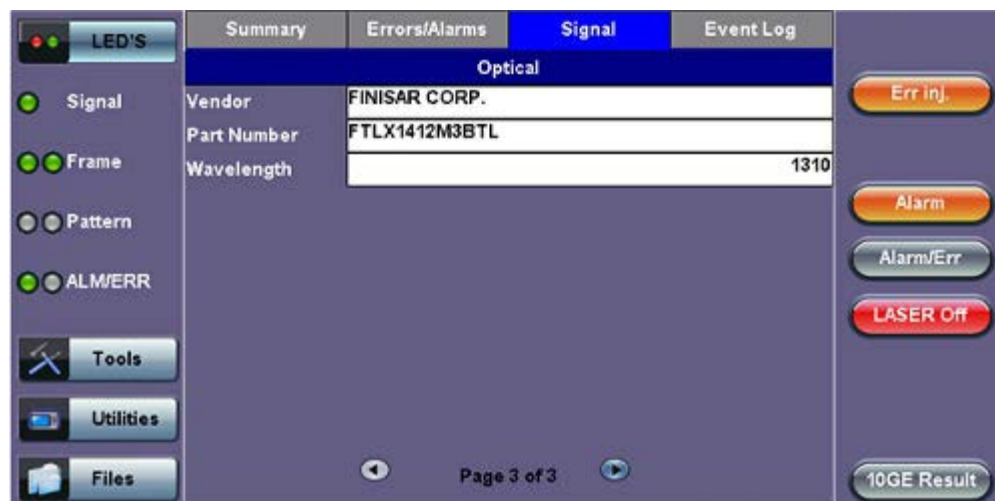 LED'S
Summary
Errors/Alarms
Signal
Event Log
Optical
Signal
Vendor
FINISAR CORP.
Err inj.
Part Number
FTLX1412M3BTL
Frame
Wavelength
1310
Alarm
Pattern
Alarm/Err
ALM/ERR
LASER Off
Tools
Utilities
Files
Page 3 of 3
10GE Result